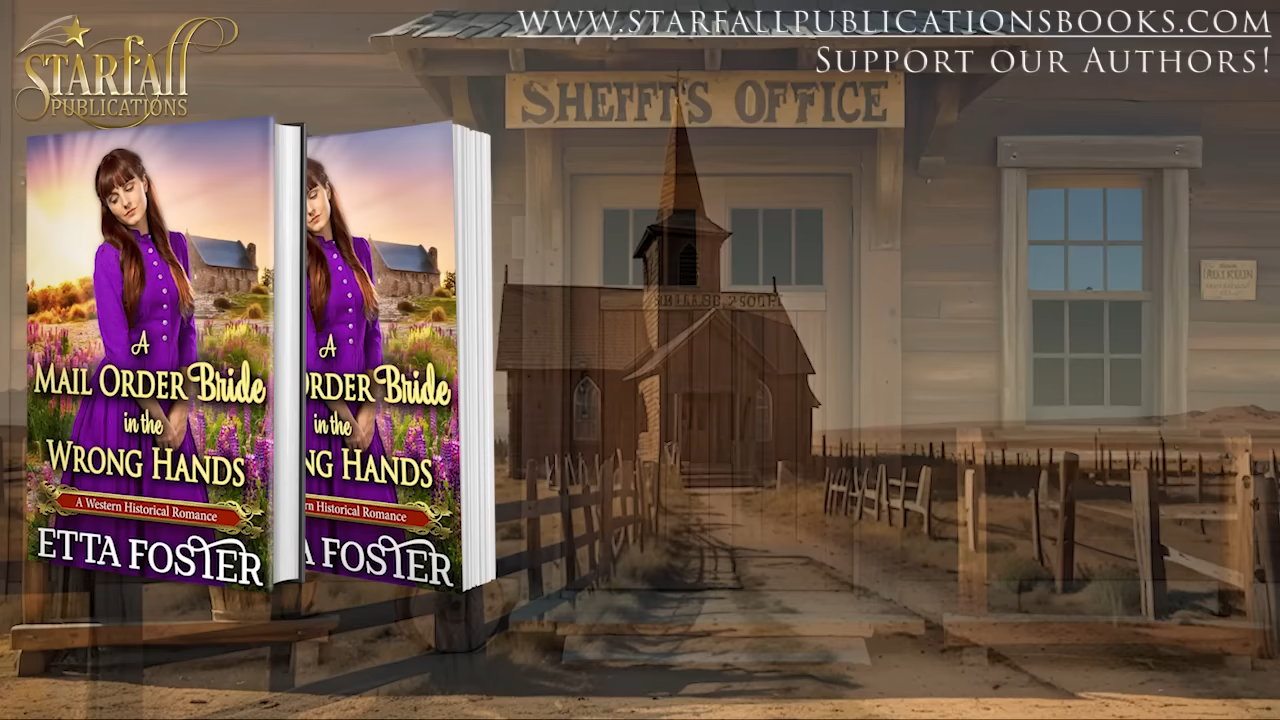 WWW.STARFALLPUBLICATIONSBOOKS.COM
SUPPORT OUR AUTHORS!
STARfall
PUBLICATIONS
SHEFFT'S OFFICE
A
MAIL ORDER Bride
in the
WRONG HANDS
A Western Historical Romance
ETTA FOSTER
A
ORDER Bride
in the
NG HANDS
rn Historical Romance
A FOSTER